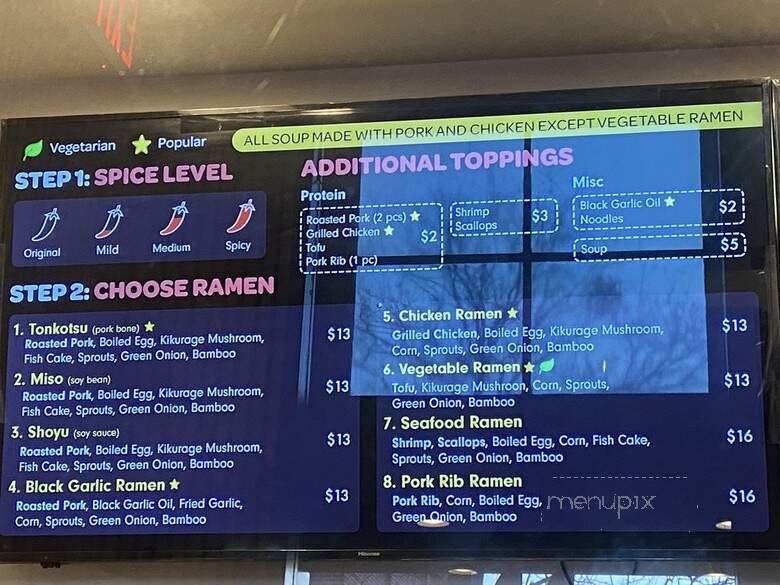 Vegetarian Popular
ALL SOUP MADE WITH PORK AND CHICKEN EXCEPT VEGETABLE RAMEN
STEP 1: SPICE LEVEL
Original Mild Medium Spicy
ADDITIONAL TOPPINGS
Protein
Roasted Pork (2 pcs)
Grilled Chicken
Tofu
Pork Rib (1 pc)
$2
Shrimp
Scallops
$3
Misc
Black Garlic Oil
Noodles
$2
Soup $5
STEP 2: CHOOSE RAMEN
1. Tonkotsu (pork bone)
Roasted Pork, Boiled Egg, Kikurage Mushroom,
Fish Cake, Sprouts, Green Onion, Bamboo
$13
2. Miso (soy bean)
Roasted Pork, Boiled Egg, Kikurage Mushroom,
Fish Cake, Sprouts, Green Onion, Bamboo
$13
3. Shoyu (soy sauce)
Roasted Pork, Boiled Egg, Kikurage Mushroom,
Fish Cake, Sprouts, Green Onion, Bamboo
$13
4. Black Garlic Ramen
Roasted Pork, Black Garlic Oil, Fried Garlic,
Corn, Sprouts, Green Onion, Bamboo
$13
5. Chicken Ramen
Grilled Chicken, Boiled Egg, Kikurage Mushroom,
Corn, Sprouts, Green Onion, Bamboo
$13
6. Vegetable Ramen
Tofu, Kikurage Mushroon, Corn, Sprouts,
Green Onion, Bamboo
$13
7. Seafood Ramen
Shrimp, Scallops, Boiled Egg, Corn, Fish Cake,
Sprouts, Green Onion, Bamboo
$16
8. Pork Rib Ramen
Pork Rib, Corn, Boiled Egg,
Green Onion, Bamboo
$16
menupix
Hisense